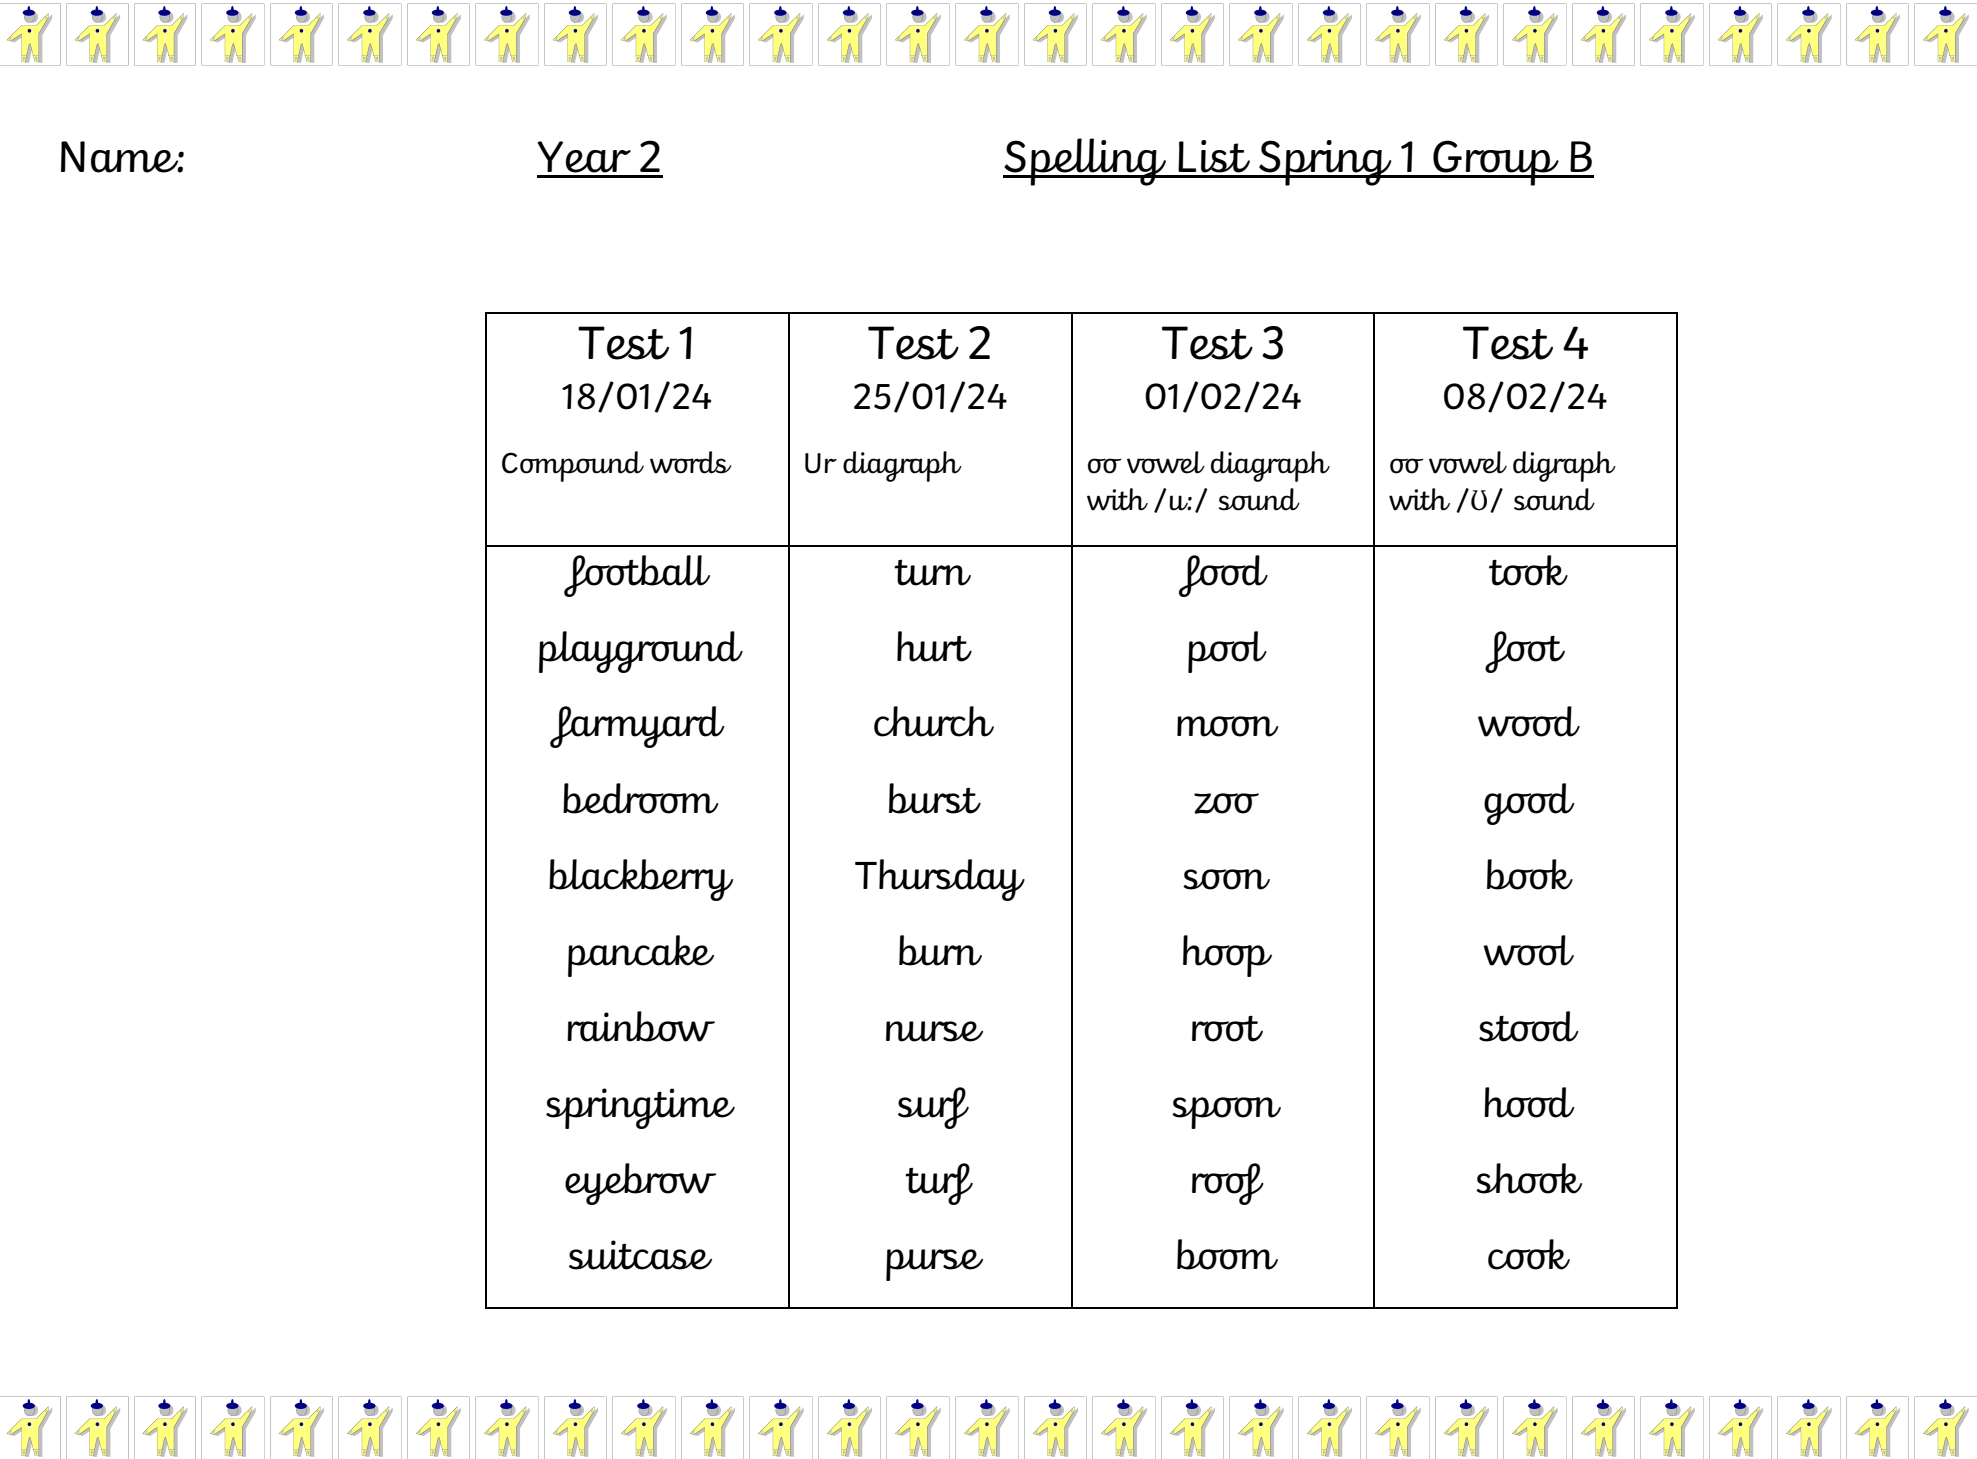 Name: Year 2 Spelling List Spring 1 Group B
Test 1 Test 2 Test 3 Test 4
18/01/24 25/01/24 01/02/24 08/02/24
Compound words Ur diagraph oo vowel diagraph oo vowel digraph
with /u:/ sound with /Ʊ/ sound
football turn food took
playground hurt pool foot
farmyard church moon wood
bedroom burst zoo good
blackberry Thursday soon book
pancake burn hoop wool
rainbow nurse root stood
springtime surf spoon hood
eyebrow turf roof shook
suitcase purse boom cook